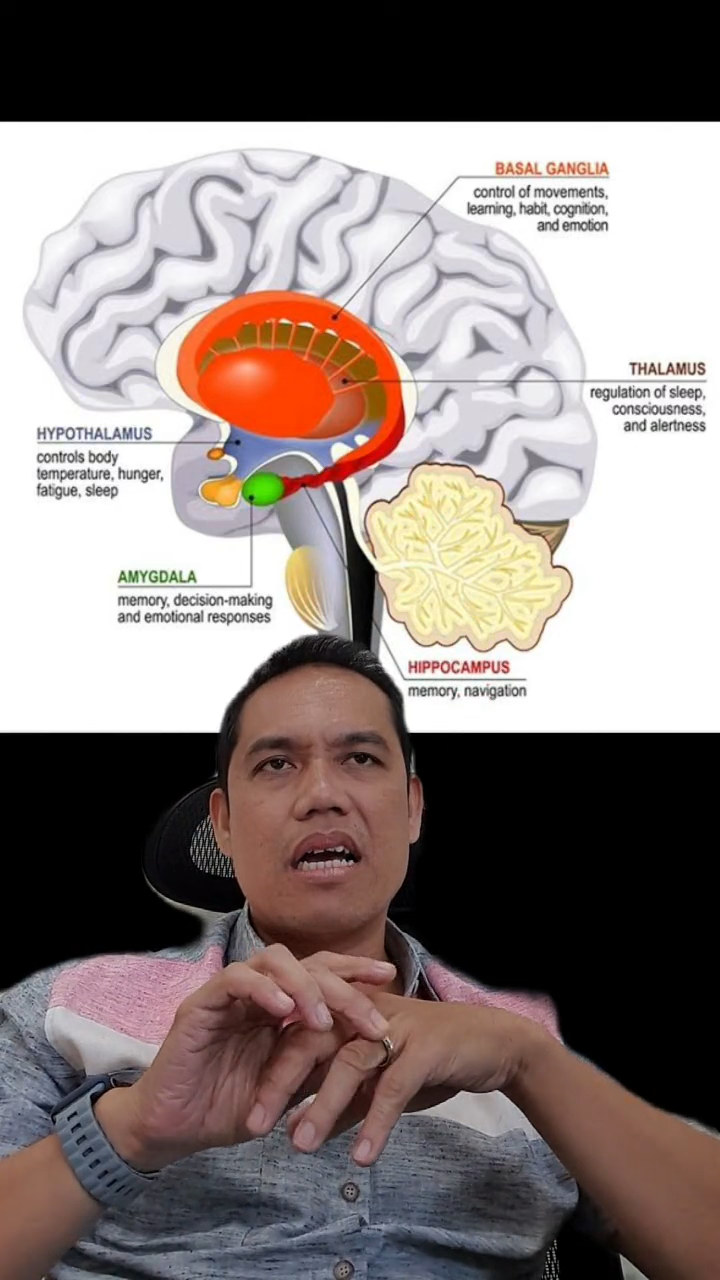 BASAL GANGLIA
control of movements,
learning, habit, cognition,
and emotion
THALAMUS
regulation of sleep,
consciousness,
and alertness
HYPOTHALAMUS
controls body
temperature, hunger,
fatigue, sleep
AMYGDALA
memory, decision-making
and emotional responses
HIPPOCAMPUS
memory, navigation